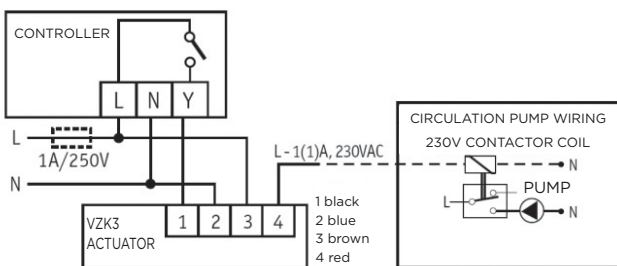 CONTROLLER
L N Y
L
1A/250V
N
L-1(1)A, 230VAC
VZK3
ACTUATOR
1 2 3 4
1 black
2 blue
3 brown
4 red
CIRCULATION PUMP WIRING
230V CONTACTOR COIL
N
PUMP
L
N